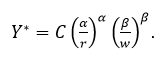 Y* = C (α/r)^α (β/w)^β.